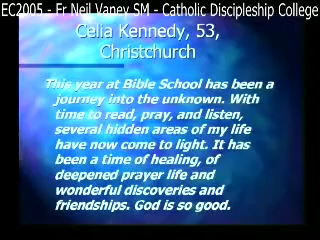 EC2005 - Fr Neil Vaney SM - Catholic Discipleship College
Celia Kennedy, 53,
Christchurch
This year at Bible School has been a
journey into the unknown. With
time to read, pray, and listen,
several hidden areas of my life
have now come to light. It has
been a time of healing, of
deepened prayer life and
wonderful discoveries and
friendships. God is so good.